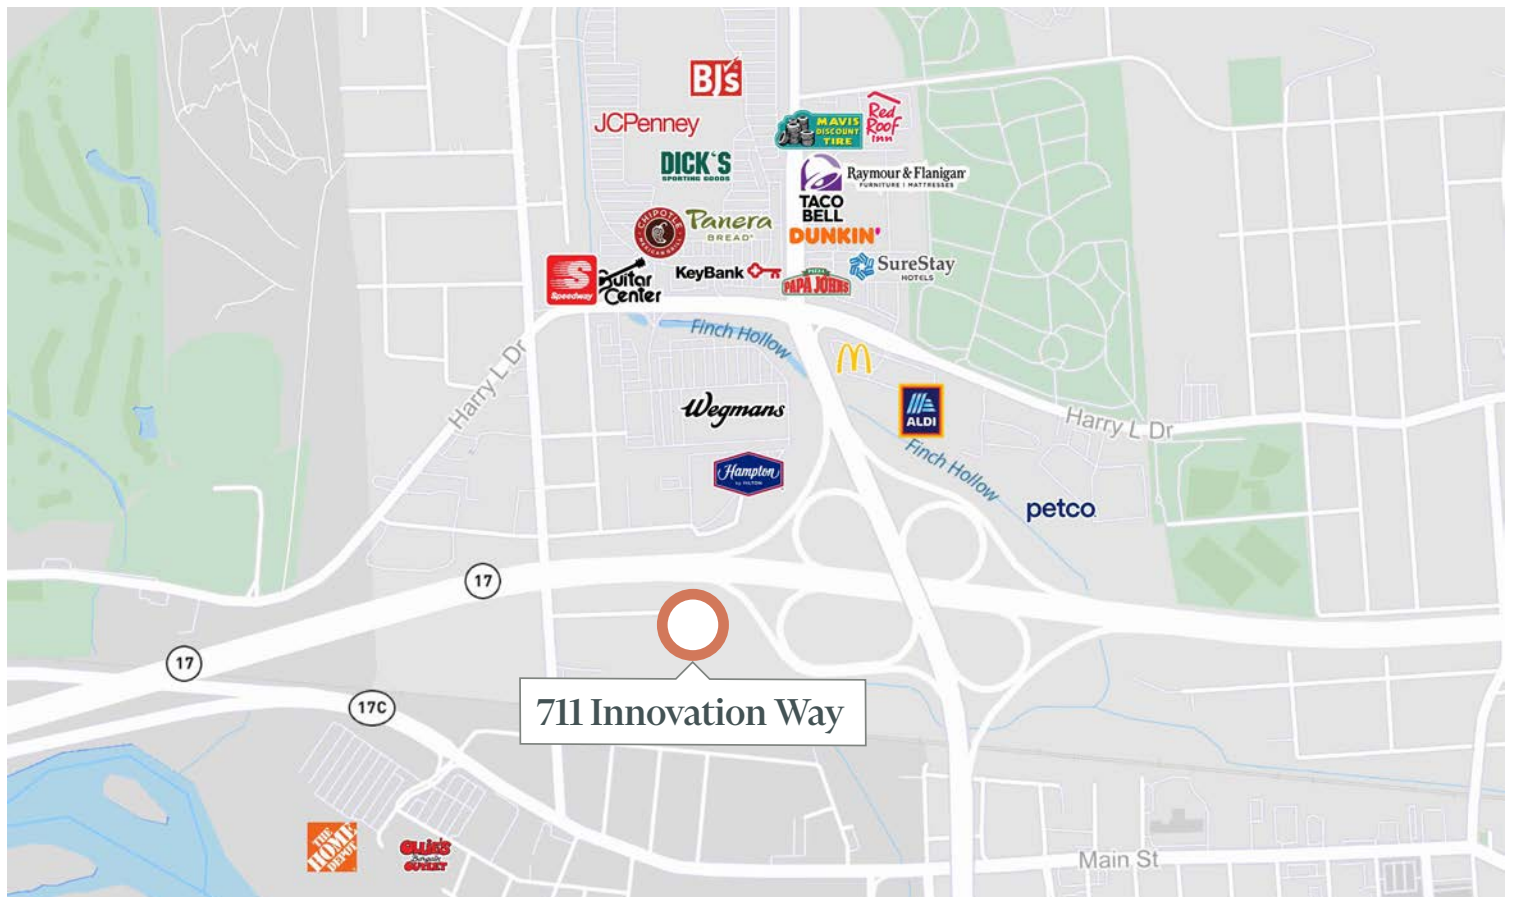 BJ's
JCPenney
MAVIS
DISCOUNT
TIRE
Red
Roof
Inn
DICK'S
SPORTING GOODS
Raymour & Flanigan
FURNITURE | MATTRESSES
TACO
BELL
CHIPOTLE
MEXICAN GRILL
Panera
BREAD®
DUNKIN'
Speedway
Guitar
Center
KeyBank
PIZZA
PAPA JOHNS
SureStay
HOTELS
Finch Hollow
Harry L Dr
Wegmans
ALDI
Harry L Dr
Hampton
by HILTON
Finch Hollow
petco
17
17
17C
711 Innovation Way
THE
HOME
DEPOT
OLLIE'S
Bargain
OUTLET
Main St